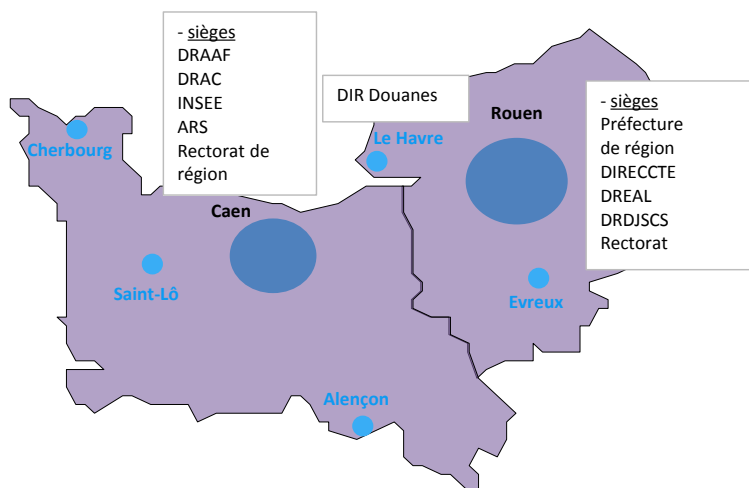 - sièges
DRAAF
DRAC
INSEE
ARS
Rectorat de
région
DIR Douanes
- sièges
Préfecture
de région
DIRECCTE
DREAL
DRDJSCS
Rectorat
Rouen
Le Havre
Cherbourg
Caen
Saint-Lô
Evreux
Alençon